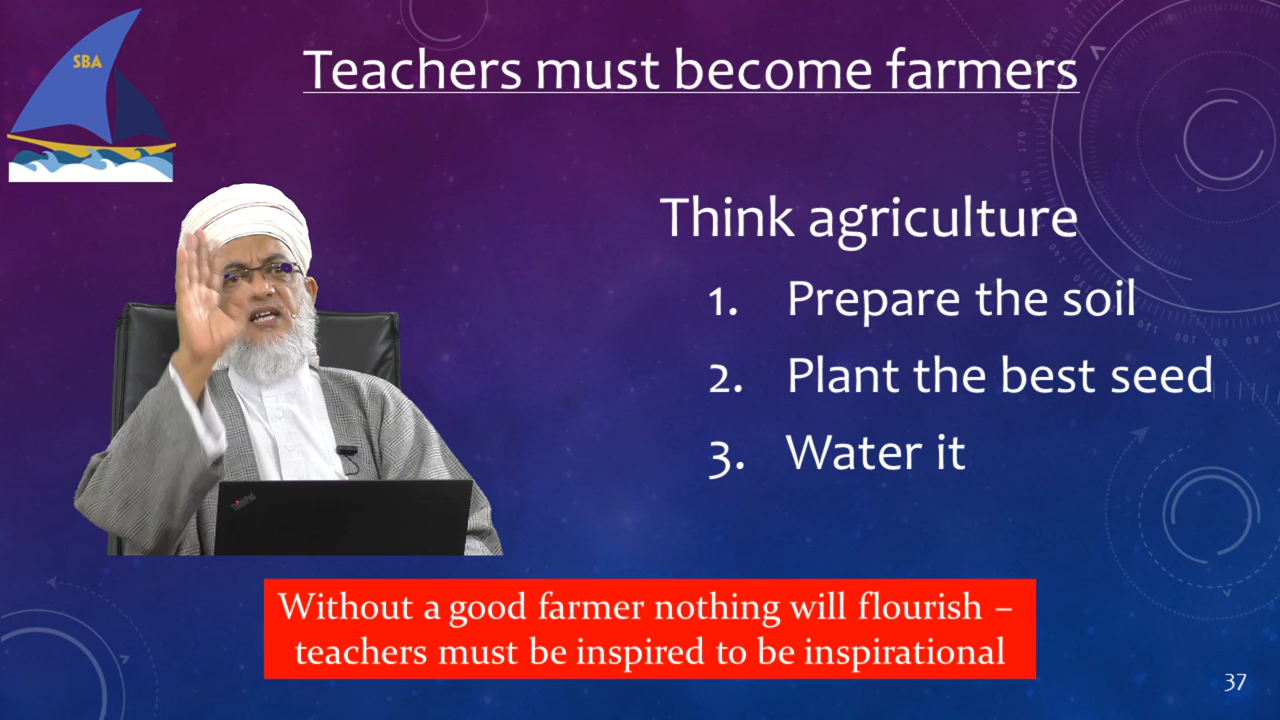 SBA
Teachers must become farmers
Think agriculture
1. Prepare the soil
2. Plant the best seed
3. Water it
ThinkPad
Without a good farmer nothing will flourish –
teachers must be inspired to be inspirational
37